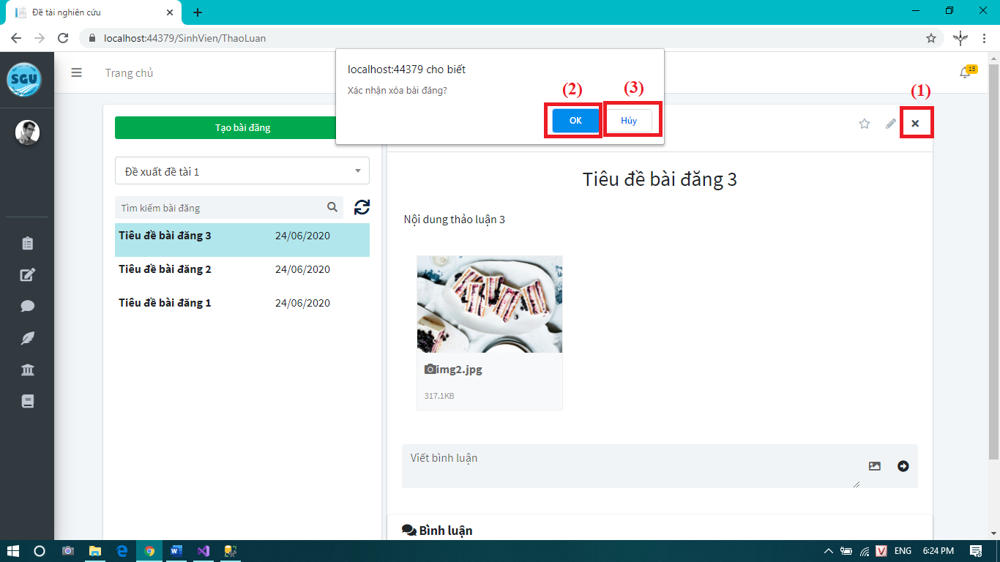 Đề tài nghiên cứu
localhost:44379/SinhVien/ThaoLuan
SGU
Trang chủ
15
localhost:44379 cho biết
Xác nhận xóa bài đăng?
(2)
(3)
(1)
OK
Hủy
Tạo bài đăng
Đề xuất đề tài 1
Tìm kiếm bài đăng
Tiêu đề bài đăng 3 24/06/2020
Tiêu đề bài đăng 2 24/06/2020
Tiêu đề bài đăng 1 24/06/2020
Tiêu đề bài đăng 3
Nội dung thảo luận 3
img2.jpg
317.1KB
Viết bình luận
Bình luận
ENG
6:24 PM